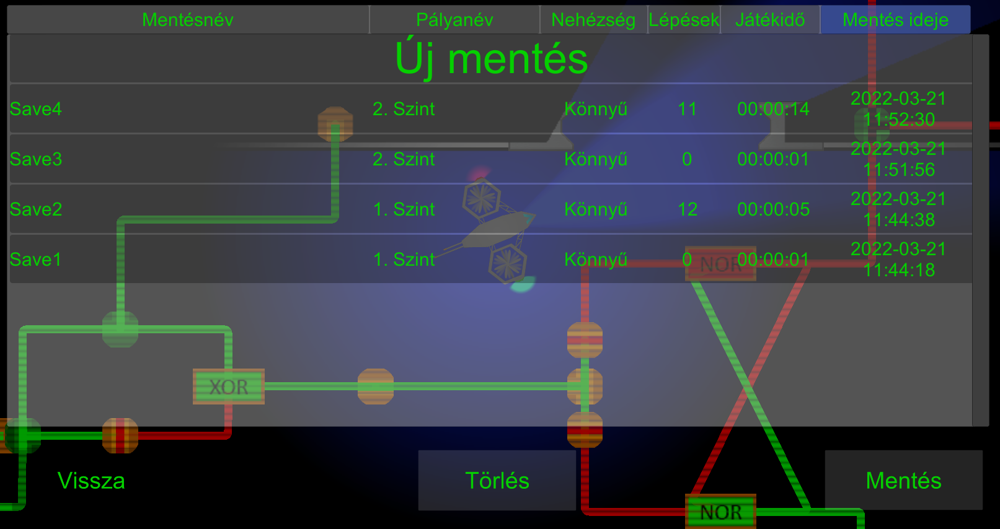 Mentésnév Pályanév Nehézség Lépések Játékidő Mentés ideje
Új mentés
Save4 2. Szint Könnyű 11 00:00:14 2022-03-21
11:52:30
Save3 2. Szint Könnyű 0 00:00:01 2022-03-21
11:51:56
Save2 1. Szint Könnyű 12 00:00:05 2022-03-21
11:44:38
Save1 1. Szint Könnyű 0 00:00:01 2022-03-21
11:44:18
NOR
XOR
Vissza Törlés Mentés
NOR